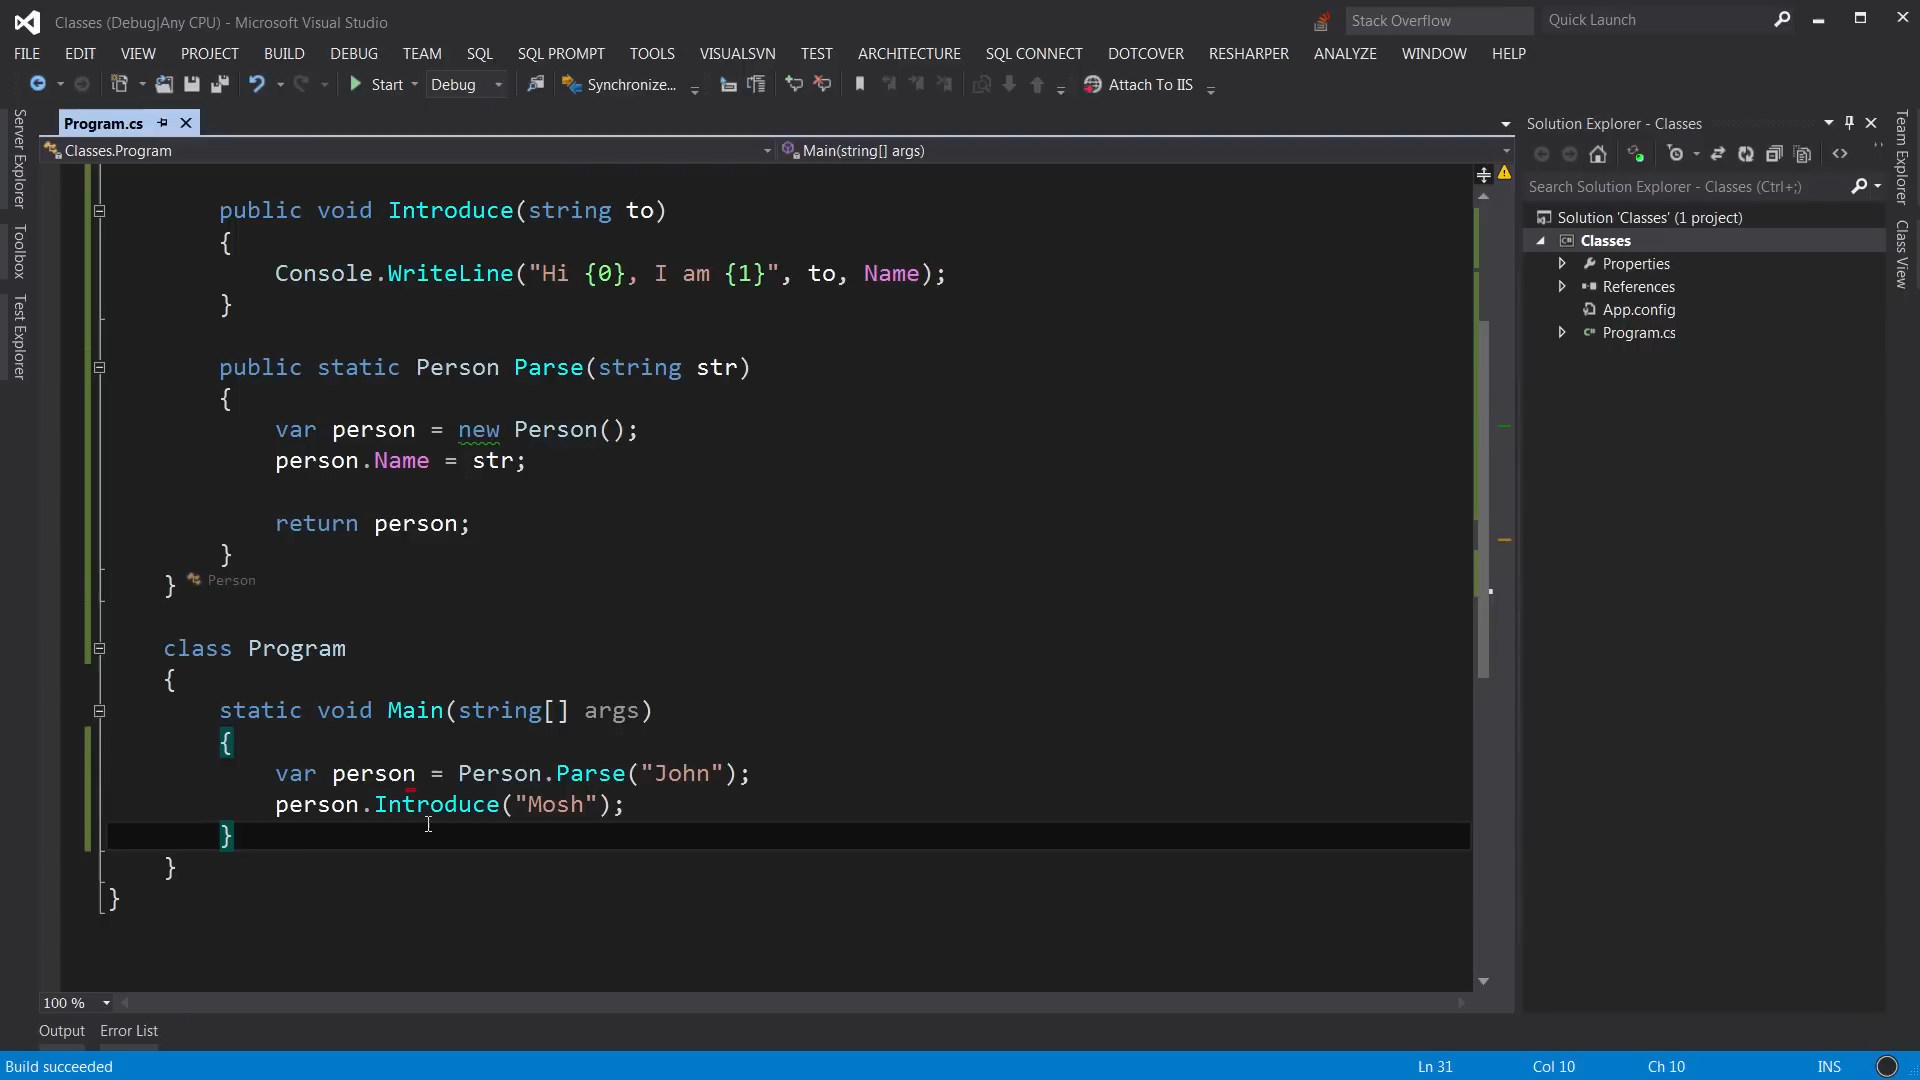 Classes (Debug|Any CPU) - Microsoft Visual Studio
Stack Overflow
Quick Launch
FILE EDIT VIEW PROJECT BUILD DEBUG TEAM SQL SQL PROMPT TOOLS VISUALSVN TEST ARCHITECTURE SQL CONNECT DOTCOVER RESHARPER ANALYZE WINDOW HELP
Start Debug Synchronize... Attach To IIS
Server Explorer
Toolbox
Test Explorer
Program.cs
Classes.Program
Main(string[] args)
public void Introduce(string to)
{
Console.WriteLine("Hi {0}, I am {1}", to, Name);
}
public static Person Parse(string str)
{
var person = new Person();
person.Name = str;
return person;
}
} Person
class Program
{
static void Main(string[] args)
{
var person = Person.Parse("John");
person.Introduce("Mosh");
}
}
}
100 %
Output Error List
Solution Explorer - Classes
Search Solution Explorer - Classes (Ctrl+;)
Solution 'Classes' (1 project)
Classes
Properties
References
App.config
Program.cs
Team Explorer
Class View
Build succeeded
Ln 31 Col 10 Ch 10 INS